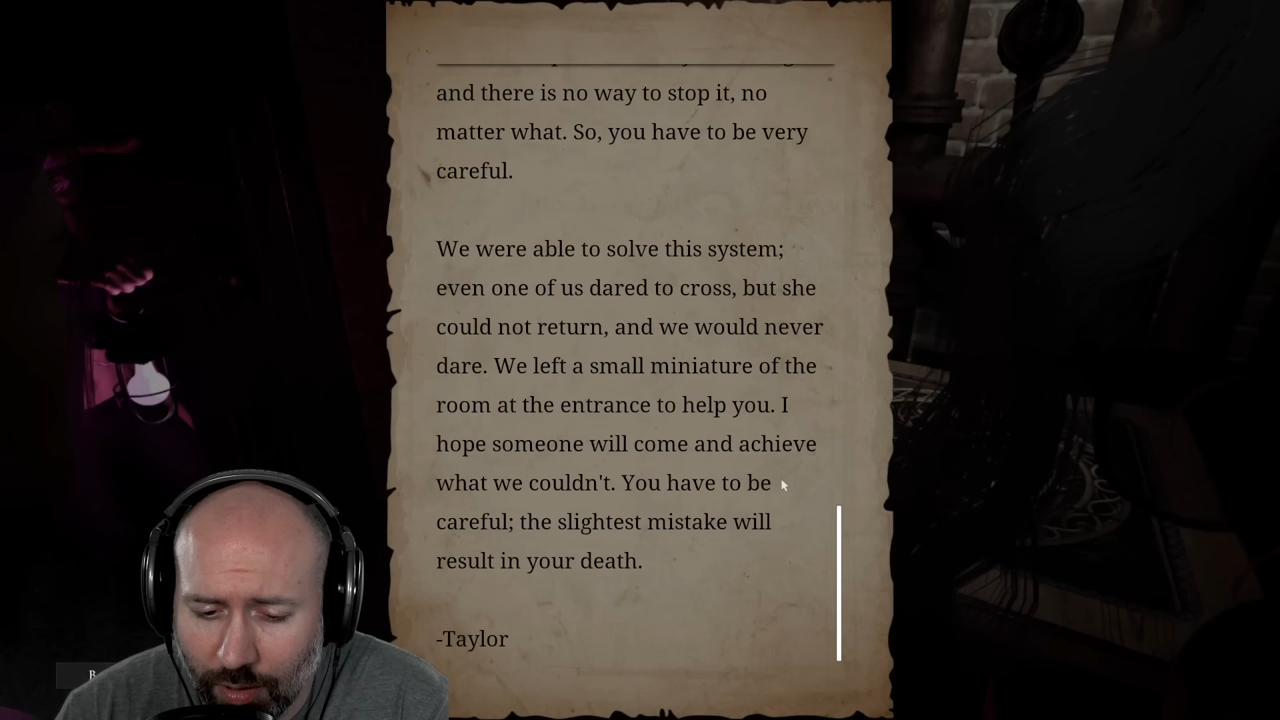 and there is no way to stop it, no
matter what. So, you have to be very
careful.
We were able to solve this system;
even one of us dared to cross, but she
could not return, and we would never
dare. We left a small miniature of the
room at the entrance to help you. I
hope someone will come and achieve
what we couldn't. You have to be
careful; the slightest mistake will
result in your death.
-Taylor
B